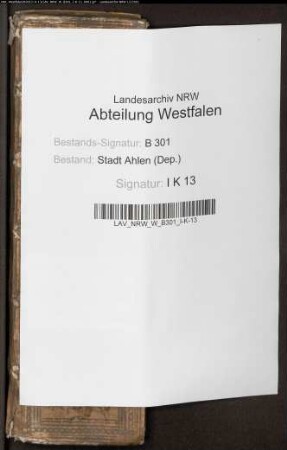 Landesarchiv NRW
Abteilung Westfalen
Bestands-Signatur: B 301
Bestand: Stadt Ahlen (Dep.)
Signatur: I K 13
LAV_NRW_W_B301_I-K-13